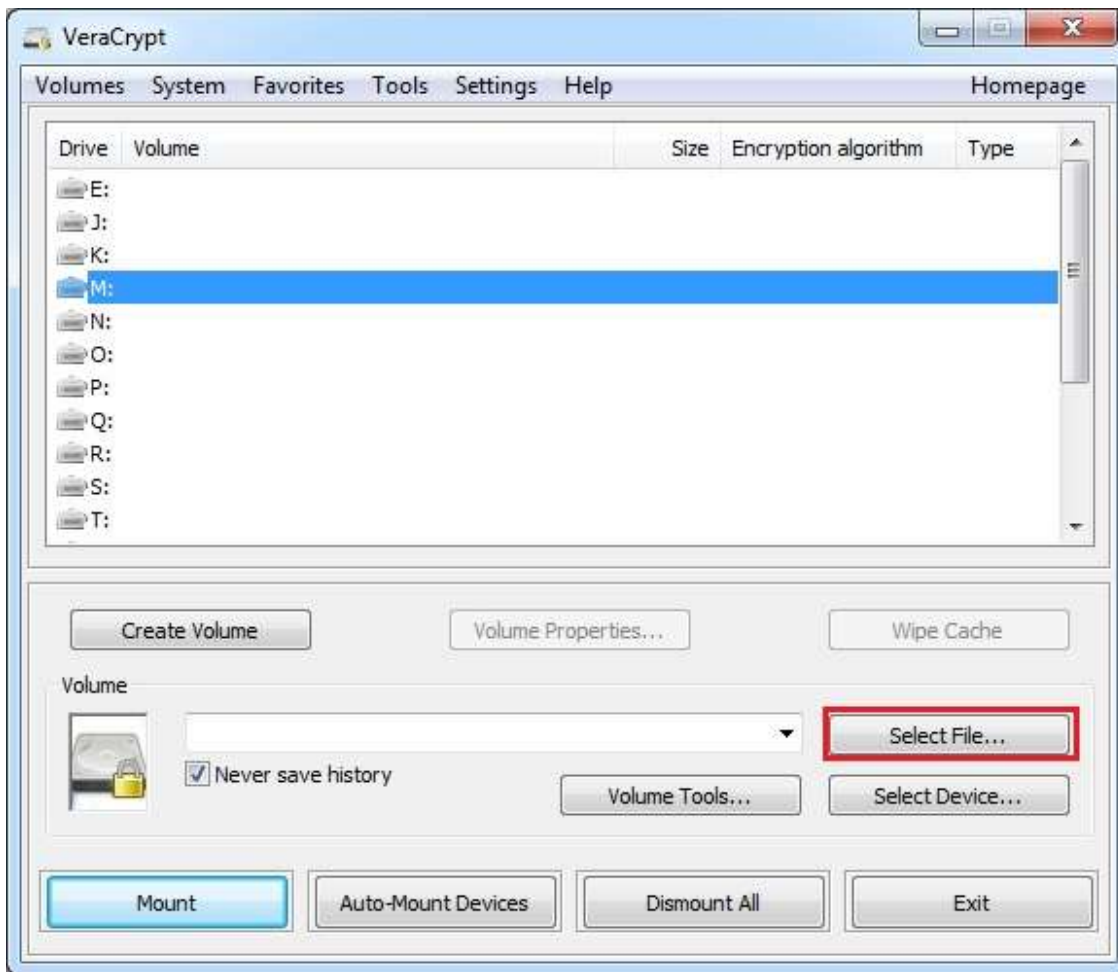 VeraCrypt
Volumes System Favorites Tools Settings Help Homepage
Drive Volume Size Encryption algorithm Type
E:
J:
K:
M:
N:
O:
P:
Q:
R:
S:
T:
Create Volume Volume Properties... Wipe Cache
Volume
Select File...
Never save history
Volume Tools... Select Device...
Mount Auto-Mount Devices Dismount All Exit